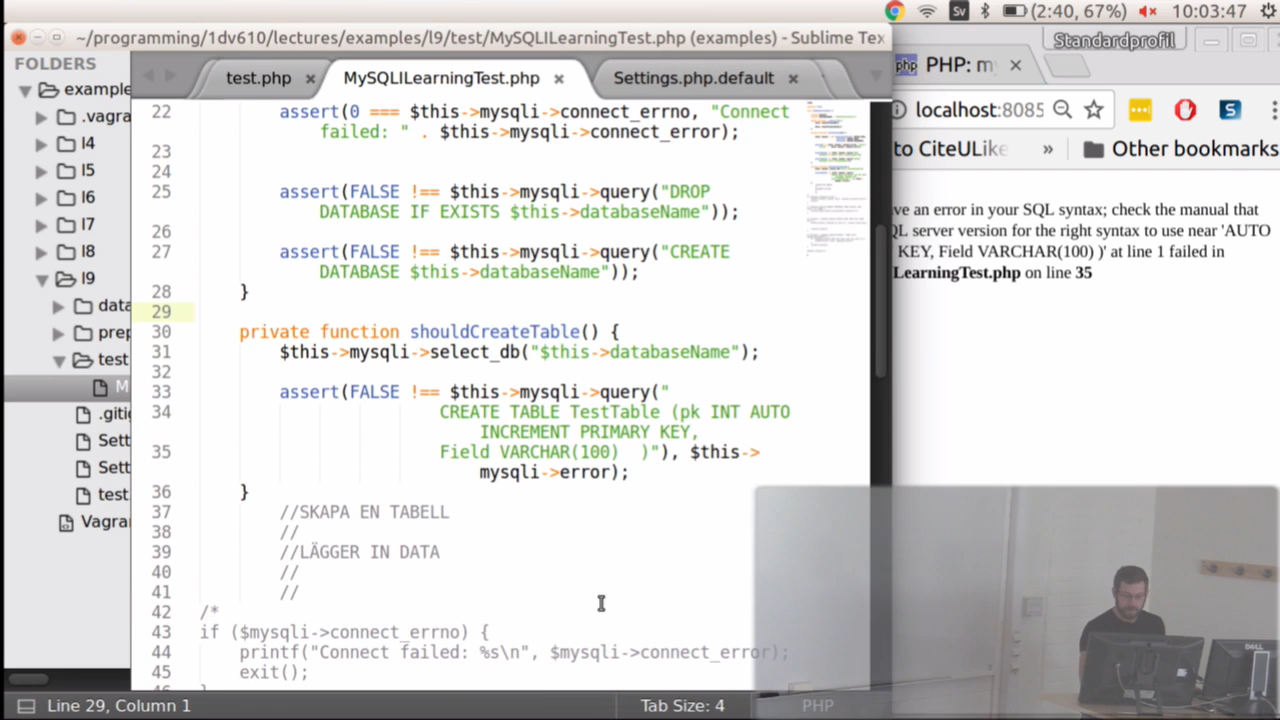 (2:40, 67%) 10:03:47
Sv
~/programming/1dv610/lectures/examples/l9/test/MySQLILearningTest.php (examples) - Sublime Tex
Standardprofil
FOLDERS
example
.vagra
l4
l5
l6
l7
l8
l9
data
prep
test
M
.gitig
Sett
Sett
test.
Vagran
test.php
MySQLILearningTest.php
Settings.php.default
22 assert(0 === $this->mysqli->connect_errno, "Connect
failed: " . $this->mysqli->connect_error);
23
24
25 assert(FALSE !== $this->mysqli->query("DROP
DATABASE IF EXISTS $this->databaseName"));
26
27 assert(FALSE !== $this->mysqli->query("CREATE
DATABASE $this->databaseName"));
28 }
29
30 private function shouldCreateTable() {
31 $this->mysqli->select_db("$this->databaseName");
32
33 assert(FALSE !== $this->mysqli->query("
34 CREATE TABLE TestTable (pk INT AUTO
INCREMENT PRIMARY KEY,
35 Field VARCHAR(100)  )"), $this->
mysqli->error);
36 }
37 //SKAPA EN TABELL
38 //
39 //LÄGGER IN DATA
40 //
41 //
42 /*
43 if ($mysqli->connect_errno) {
44 printf("Connect failed: %s\n", $mysqli->connect_error);
45 exit();
Line 29, Column 1
Tab Size: 4
PHP
php PHP: my
localhost:8085
to CiteULike
»
Other bookmarks
ve an error in your SQL syntax; check the manual that
QL server version for the right syntax to use near 'AUTO
KEY, Field VARCHAR(100) )' at line 1 failed in
LearningTest.php on line 35
DELL